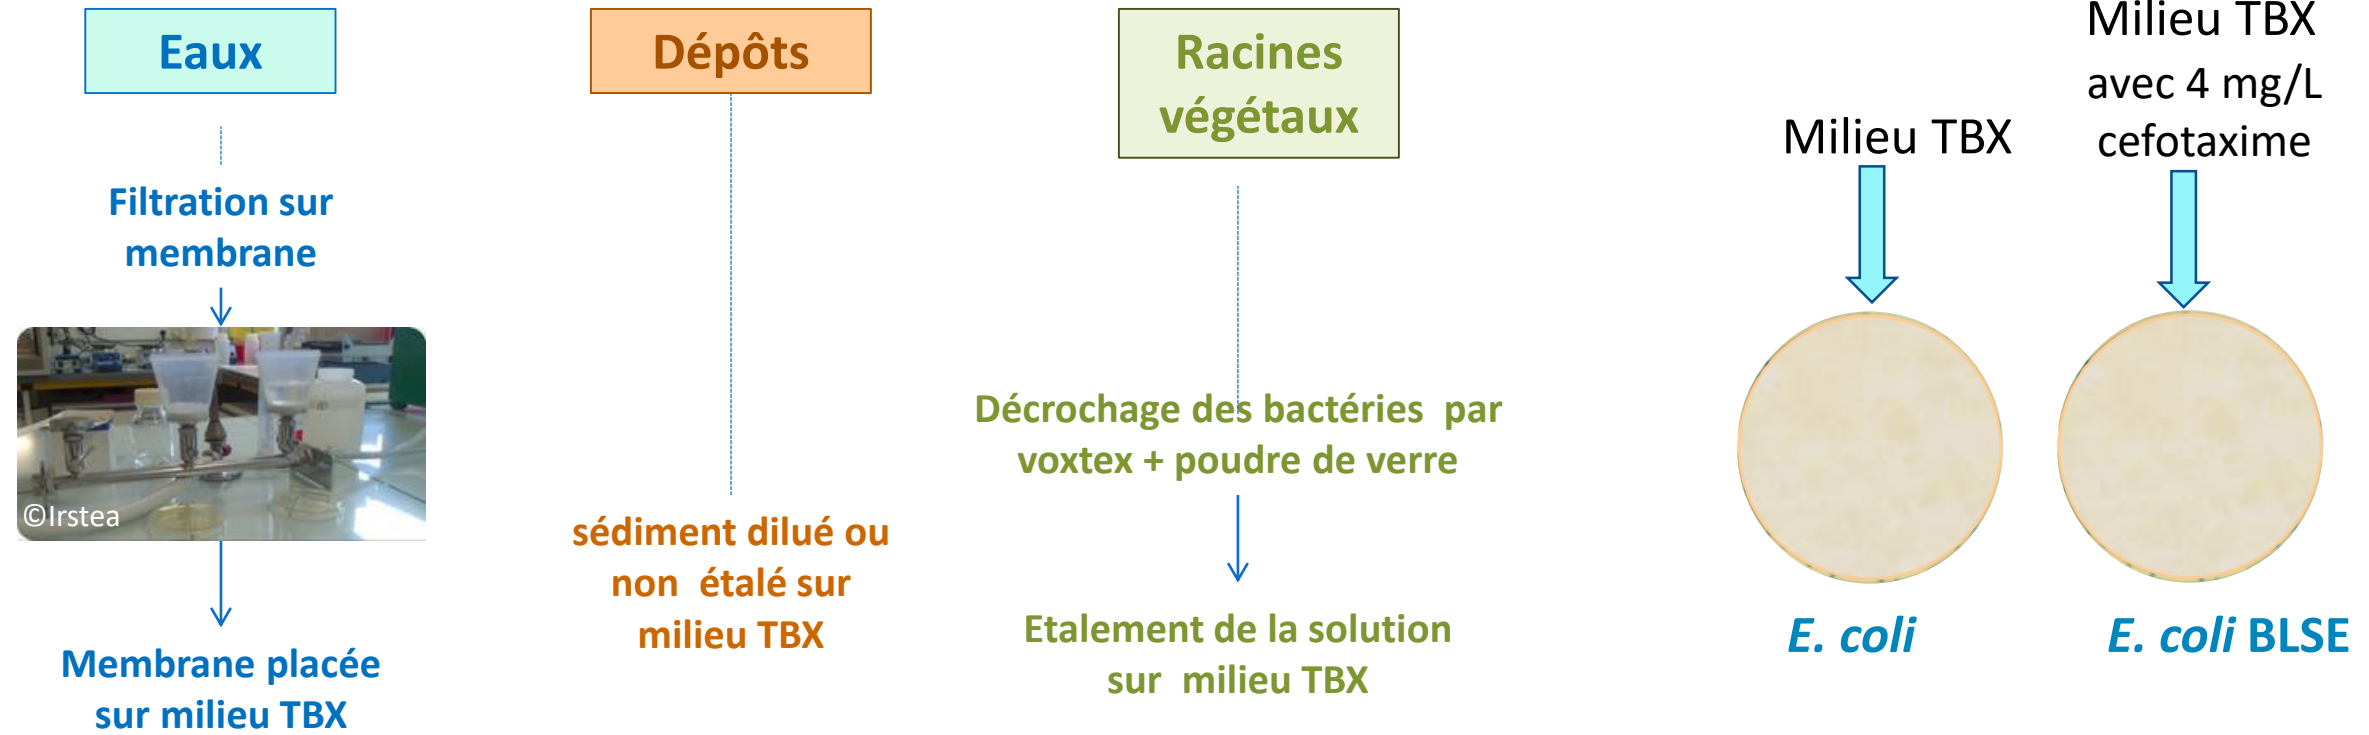 Eaux
Filtration sur
membrane
©Irstea
Membrane placée
sur milieu TBX
Dépôts
sédiment dilué ou
non étalé sur
milieu TBX
Racines
végétaux
Décrochage des bactéries par
voxtex + poudre de verre
Etalement de la solution
sur milieu TBX
Milieu TBX
E. coli
Milieu TBX
avec 4 mg/L
cefotaxime
E. coli BLSE